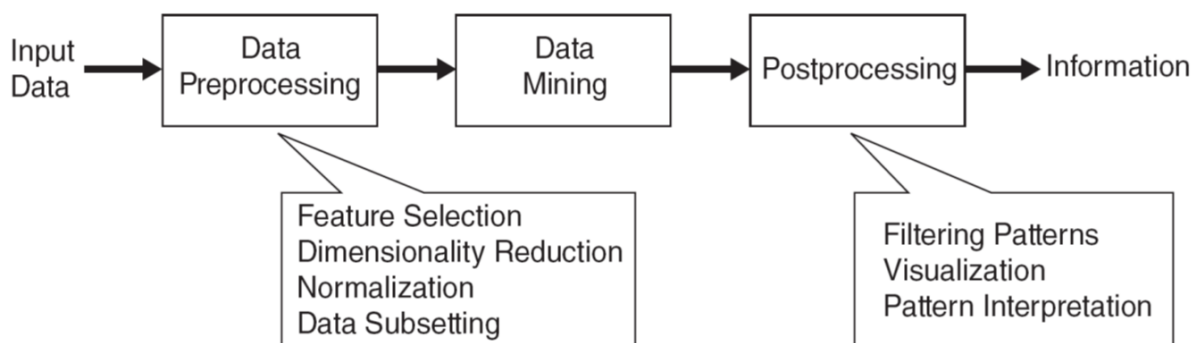 Input
Data
Data
Preprocessing
Data
Mining
Postprocessing
Information
Feature Selection
Dimensionality Reduction
Normalization
Data Subsetting
Filtering Patterns
Visualization
Pattern Interpretation